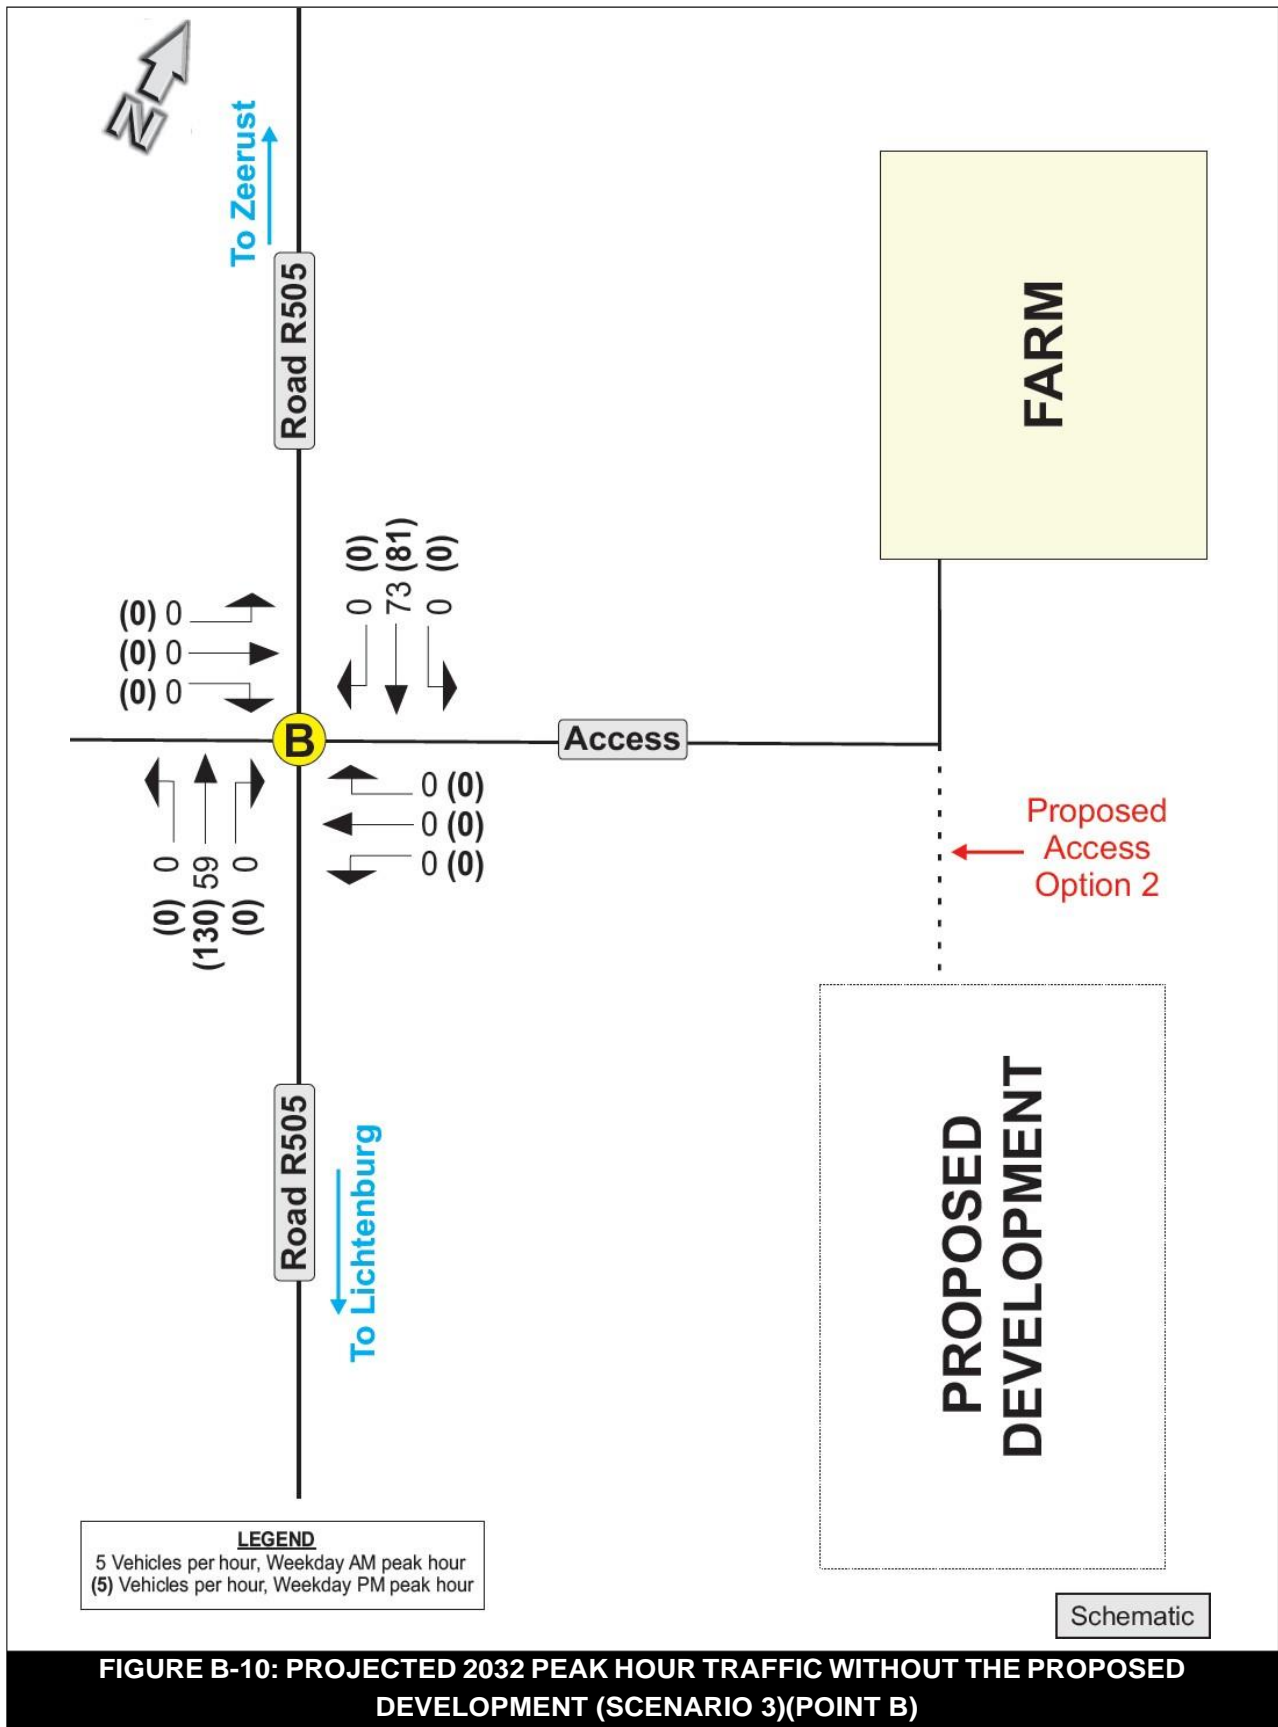 N
To Zeerust
Road R505
FARM
0 (0)
73 (81)
0 (0)
(0) 0
(0) 0
(0) 0
B
Access
0 (0)
0 (0)
0 (0)
(0) 0
(130) 59
(0) 0
Proposed
Access
Option 2
Road R505
To Lichtenburg
PROPOSED
DEVELOPMENT
LEGEND
5 Vehicles per hour, Weekday AM peak hour
(5) Vehicles per hour, Weekday PM peak hour
Schematic
FIGURE B-10: PROJECTED 2032 PEAK HOUR TRAFFIC WITHOUT THE PROPOSED
DEVELOPMENT (SCENARIO 3)(POINT B)